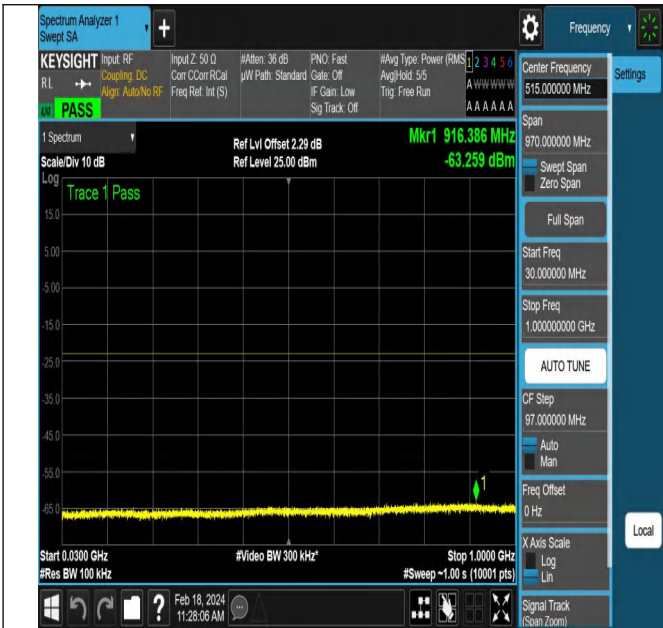 Spectrum Analyzer 1
Swept SA
+
Frequency
KEYSIGHT
RL
PASS
Input: RF
Coupling: DC
Align: Auto/No RF
Input Z: 50 Ω
Corr CCorr RCal
Freq Ref: Int (S)
#Atten: 36 dB
µW Path: Standard
PNO: Fast
Gate: Off
IF Gain: Low
Sig Track: Off
#Avg Type: Power (RMS
Avg|Hold: 5/5
Trig: Free Run
1 2 3 4 5 6
A W W W W W
A A A A A A
1 Spectrum
Scale/Div 10 dB
Ref Lvl Offset 2.29 dB
Ref Level 25.00 dBm
Mkr1 916.386 MHz
-63.259 dBm
Log
Trace 1 Pass
15.0
5.00
-5.00
-15.0
-25.0
-35.0
-45.0
-55.0
-65.0
1
Start 0.0300 GHz
#Res BW 100 kHz
#Video BW 300 kHz*
Stop 1.0000 GHz
#Sweep ~1.00 s (10001 pts)
Center Frequency
515.000000 MHz
Settings
Span
970.000000 MHz
Swept Span
Zero Span
Full Span
Start Freq
30.000000 MHz
Stop Freq
1.000000000 GHz
AUTO TUNE
CF Step
97.000000 MHz
Auto
Man
Freq Offset
0 Hz
Local
X Axis Scale
Log
Lin
Signal Track
(Span Zoom)
?
Feb 18, 2024
11:28:06 AM